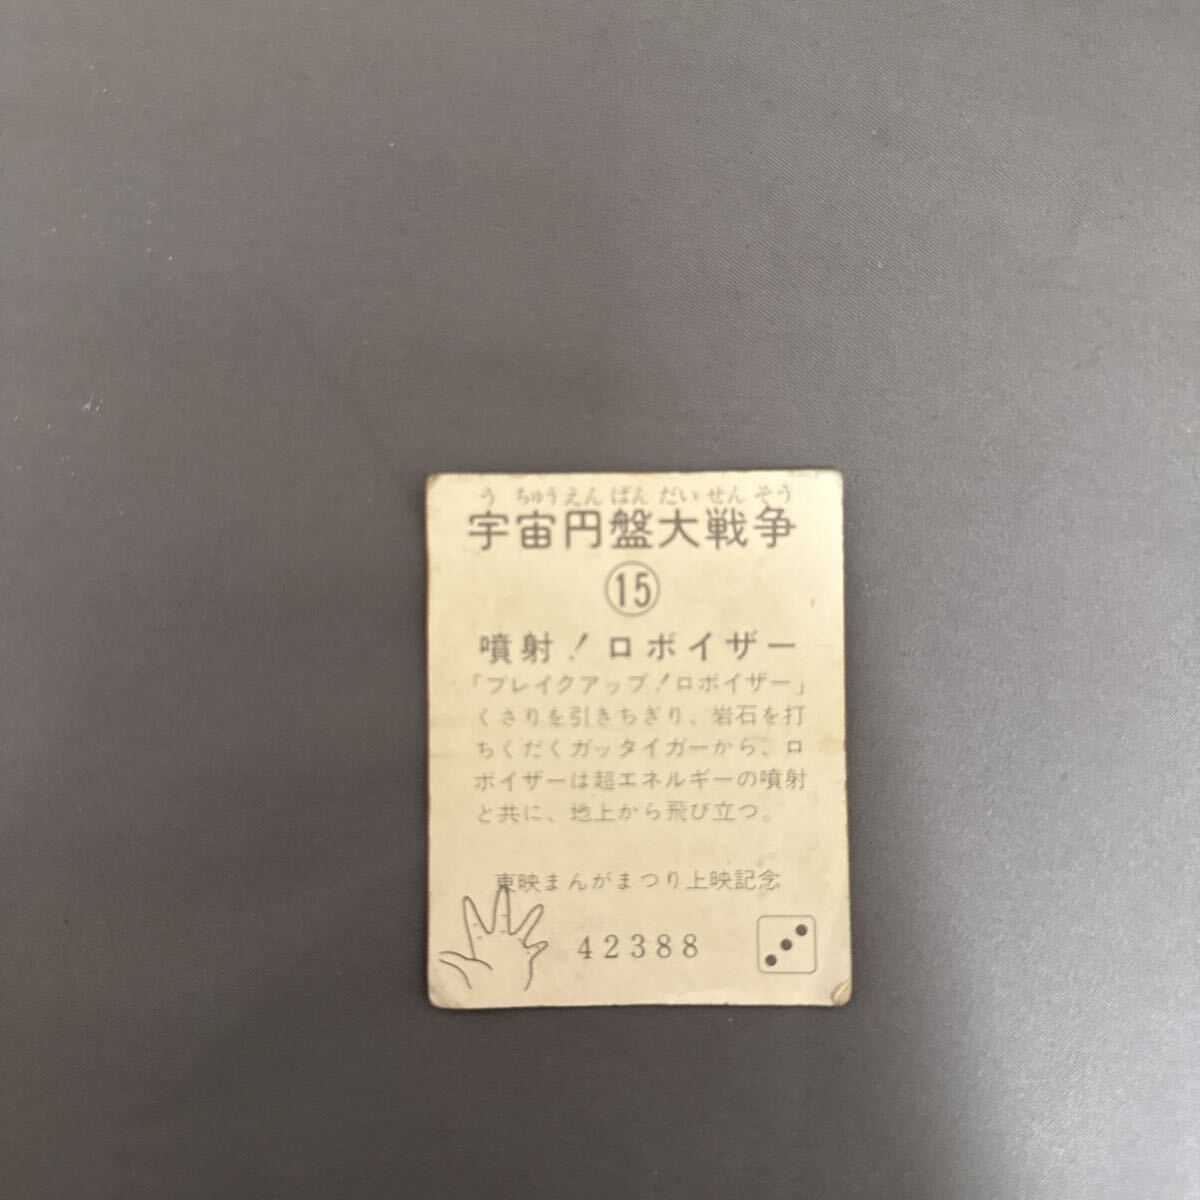 うちゅうえんばんだいせんそう
宇宙円盤大戦争
⑮
噴射！ロボイザー
「ブレイクアップ！ロボイザー」
くさりを引きちぎり、岩石を打
ちくだくガッタイガーから、ロ
ボイザーは超エネルギーの噴射
と共に、地上から飛び立つ。
東映まんがまつり上映記念
42388